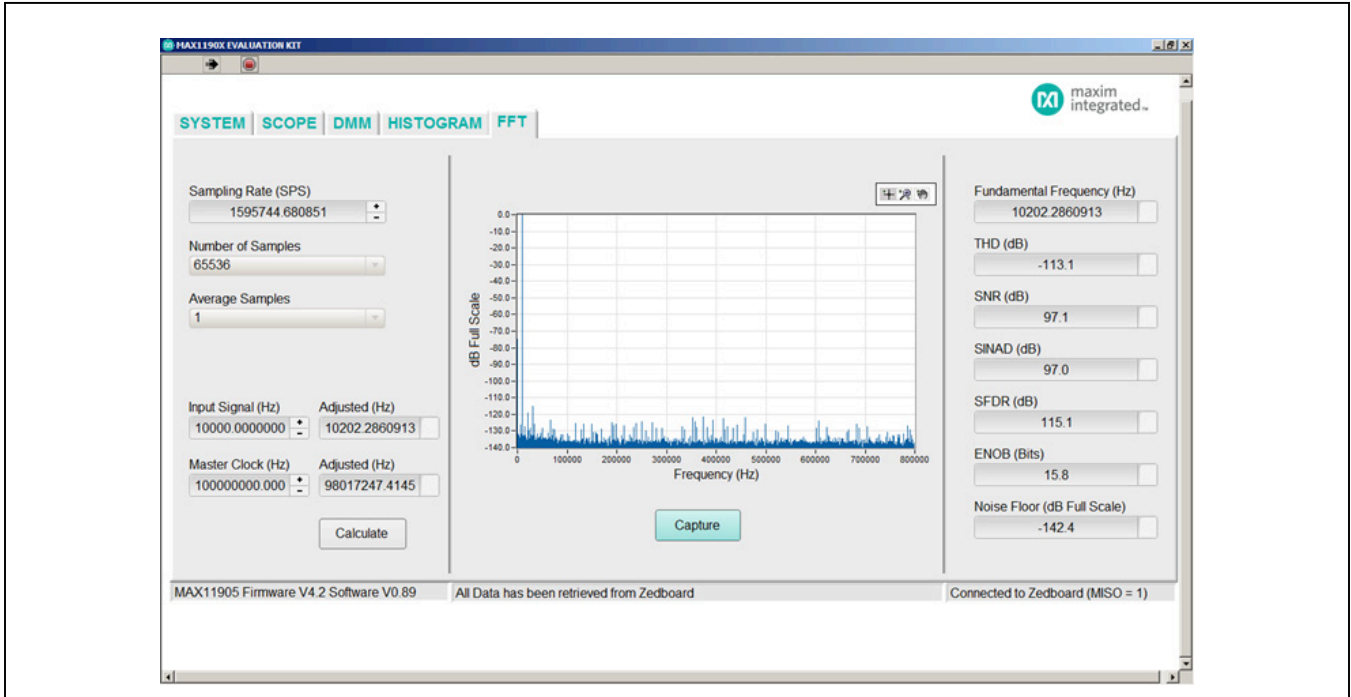 MAX1190X EVALUATION KIT
maxim
integrated™
SYSTEM SCOPE DMM HISTOGRAM FFT
Sampling Rate (SPS)
1595744.680851
Number of Samples
65536
Average Samples
1
Input Signal (Hz) Adjusted (Hz)
10000.0000000 10202.2860913
Master Clock (Hz) Adjusted (Hz)
100000000.000 98017247.4145
Calculate
dB Full Scale
0.0
-10.0
-20.0
-30.0
-40.0
-50.0
-60.0
-70.0
-80.0
-90.0
-100.0
-110.0
-120.0
-130.0
-140.0
0 100000 200000 300000 400000 500000 600000 700000 800000
Frequency (Hz)
Capture
Fundamental Frequency (Hz)
10202.2860913
THD (dB)
-113.1
SNR (dB)
97.1
SINAD (dB)
97.0
SFDR (dB)
115.1
ENOB (Bits)
15.8
Noise Floor (dB Full Scale)
-142.4
MAX11905 Firmware V4.2 Software V0.89 All Data has been retrieved from Zedboard Connected to Zedboard (MISO = 1)